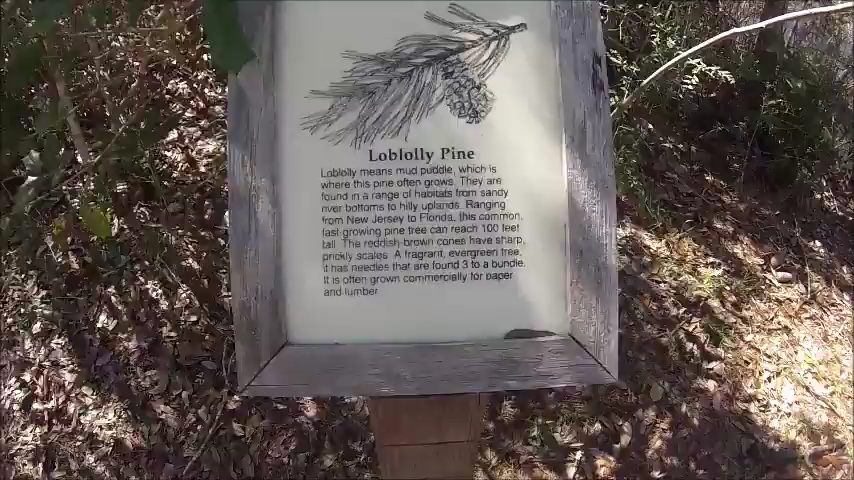 Loblolly Pine
Loblolly means mud puddle, which is
where this pine often grows. They are
found in a range of habitats from sandy
river bottoms to hilly uplands. Ranging
from New Jersey to Florida, this common,
fast-growing pine tree can reach 100 feet
tall. The reddish-brown cones have sharp,
prickly scales. A fragrant, evergreen tree,
it has needles that are found 3 to a bundle.
It is often grown commercially for paper
and lumber